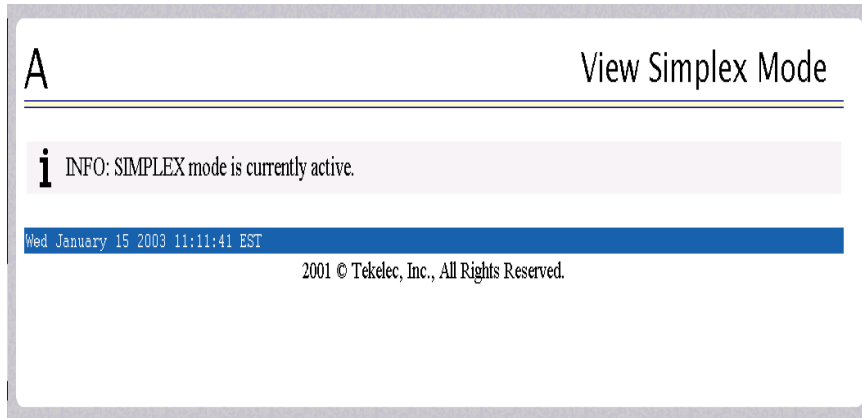 A
View Simplex Mode
i INFO: SIMPLEX mode is currently active.
Wed January 15 2003 11:11:41 EST
2001 © Tekelec, Inc., All Rights Reserved.